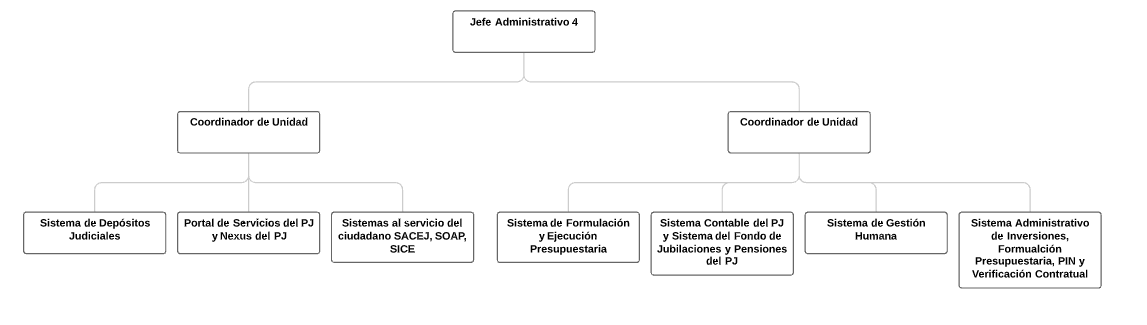 Jefe Administrativo 4
Coordinador de Unidad
Coordinador de Unidad
Sistema de Depósitos
Judiciales
Portal de Servicios del PJ
y Nexus del PJ
Sistemas al servicio del
ciudadano SACEJ, SOAP,
SICE
Sistema de Formulación
y Ejecución
Presupuestaria
Sistema Contable del PJ
y Sistema del Fondo de
Jubilaciones y Pensiones
del PJ
Sistema de Gestión
Humana
Sistema Administrativo
de Inversiones,
Formualción
Presupuestaria, PIN y
Verificación Contratual